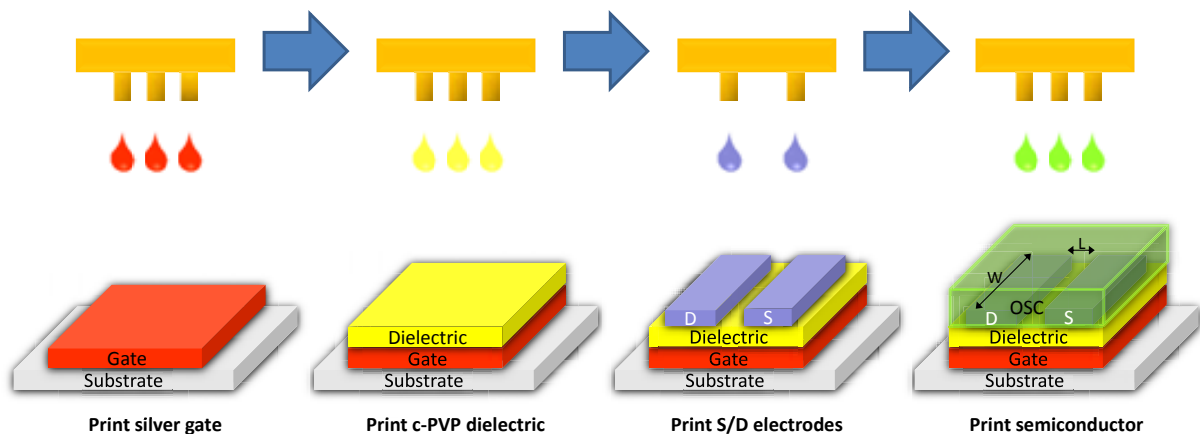 Gate
Substrate
Print silver gate
Dielectric
Gate
Substrate
Print c-PVP dielectric
D
S
Dielectric
Gate
Substrate
Print S/D electrodes
L
W
OSC
D
S
Dielectric
Gate
Substrate
Print semiconductor